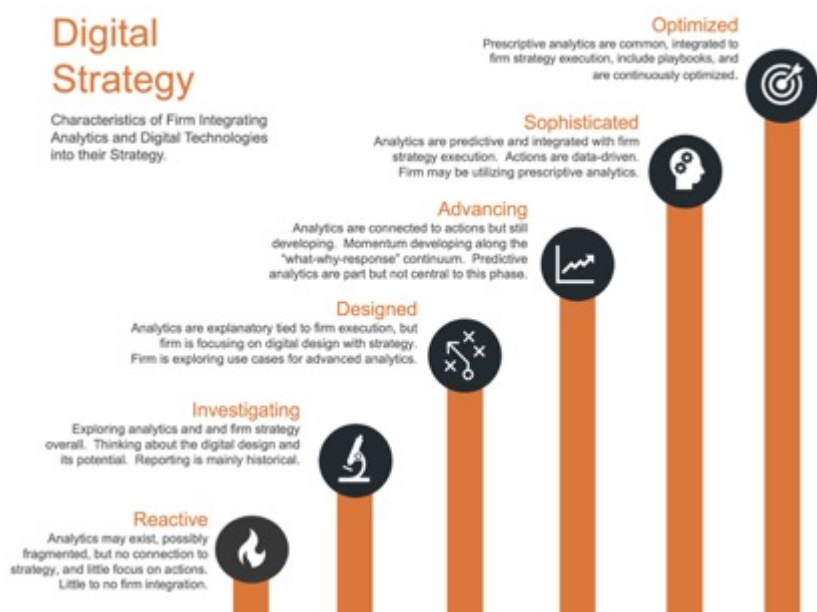 Digital
Strategy
Characteristics of Firm Integrating
Analytics and Digital Technologies
into their Strategy.
Optimized
Prescriptive analytics are common, integrated to
firm strategy execution, include playbooks, and
are continuously optimized.
Sophisticated
Analytics are predictive and integrated with firm
strategy execution. Actions are data-driven.
Firm may be utilizing prescriptive analytics.
Advancing
Analytics are connected to actions but still
developing. Momentum developing along the
"what-why-response" continuum. Predictive
analytics are part but not central to this phase.
Designed
Analytics are explanatory tied to firm execution, but
firm is focusing on digital design with strategy.
Firm is exploring use cases for advanced analytics.
Investigating
Exploring analytics and and firm strategy
overall. Thinking about the digital design and
its potential. Reporting is mainly historical.
Reactive
Analytics may exist, possibly
fragmented, but no connection to
strategy, and little focus on actions.
Little to no firm integration.